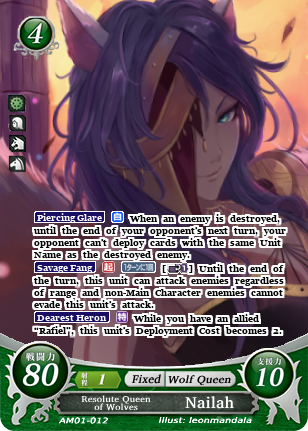 4
Piercing Glare 自 When an enemy is destroyed,
until the end of your opponent's next turn, your
opponent can't deploy cards with the same Unit
Name as the destroyed enemy.
Savage Fang 起 1ターンに1回 [ ] Until the end of
the turn, this unit can attack enemies regardless
of range and non-Main Character enemies cannot
evade this unit's attack.
Dearest Heron 特 While you have an allied
"Rafiel", this unit's Deployment Cost becomes 2.
戦闘力
80
射程 1
Fixed Wolf Queen
支援力
10
Resolute Queen
of Wolves
Nailah
AM01-012
Illust: leonmandala